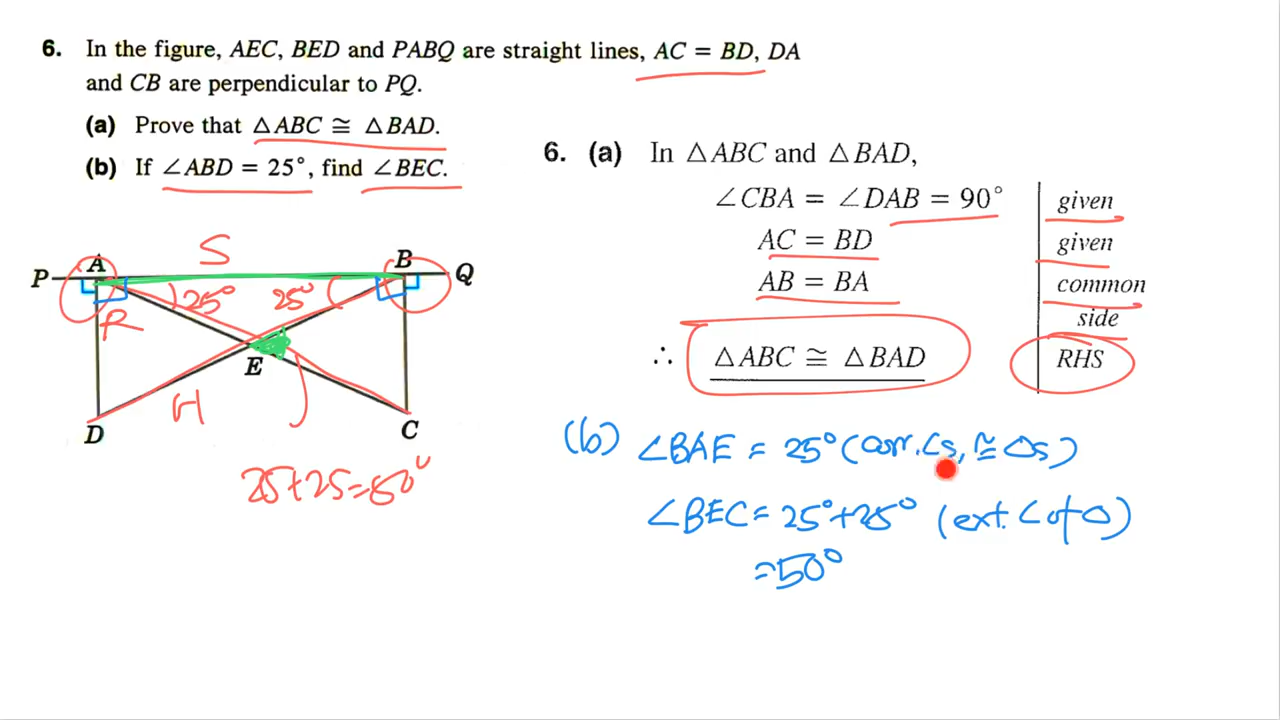 6. In the figure, AEC, BED and PABQ are straight lines, AC = BD, DA
and CB are perpendicular to PQ.
(a) Prove that △ABC ≅ △BAD.
(b) If ∠ABD = 25°, find ∠BEC.
6. (a) In △ABC and △BAD,
∠CBA = ∠DAB = 90° given
AC = BD given
AB = BA common
side
∴ △ABC ≅ △BAD RHS
P A S B Q
25° 25°
R
E
H
D C
25+25=50°
(b) ∠BAE = 25° (corr. ∠s, ≅ △s)
∠BEC = 25°+25° (ext. ∠ of △)
=50°